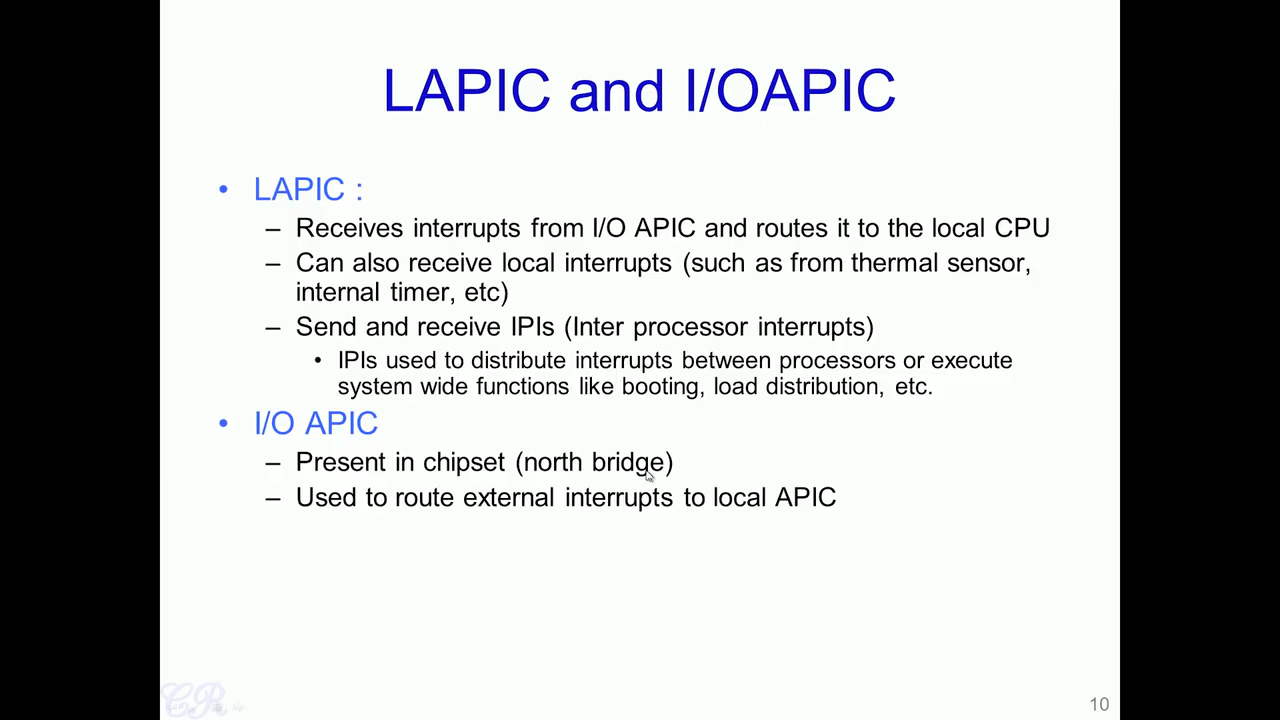 LAPIC and I/OAPIC
• LAPIC :
– Receives interrupts from I/O APIC and routes it to the local CPU
– Can also receive local interrupts (such as from thermal sensor,
internal timer, etc)
– Send and receive IPIs (Inter processor interrupts)
• IPIs used to distribute interrupts between processors or execute
system wide functions like booting, load distribution, etc.
• I/O APIC
– Present in chipset (north bridge)
– Used to route external interrupts to local APIC
CR
10